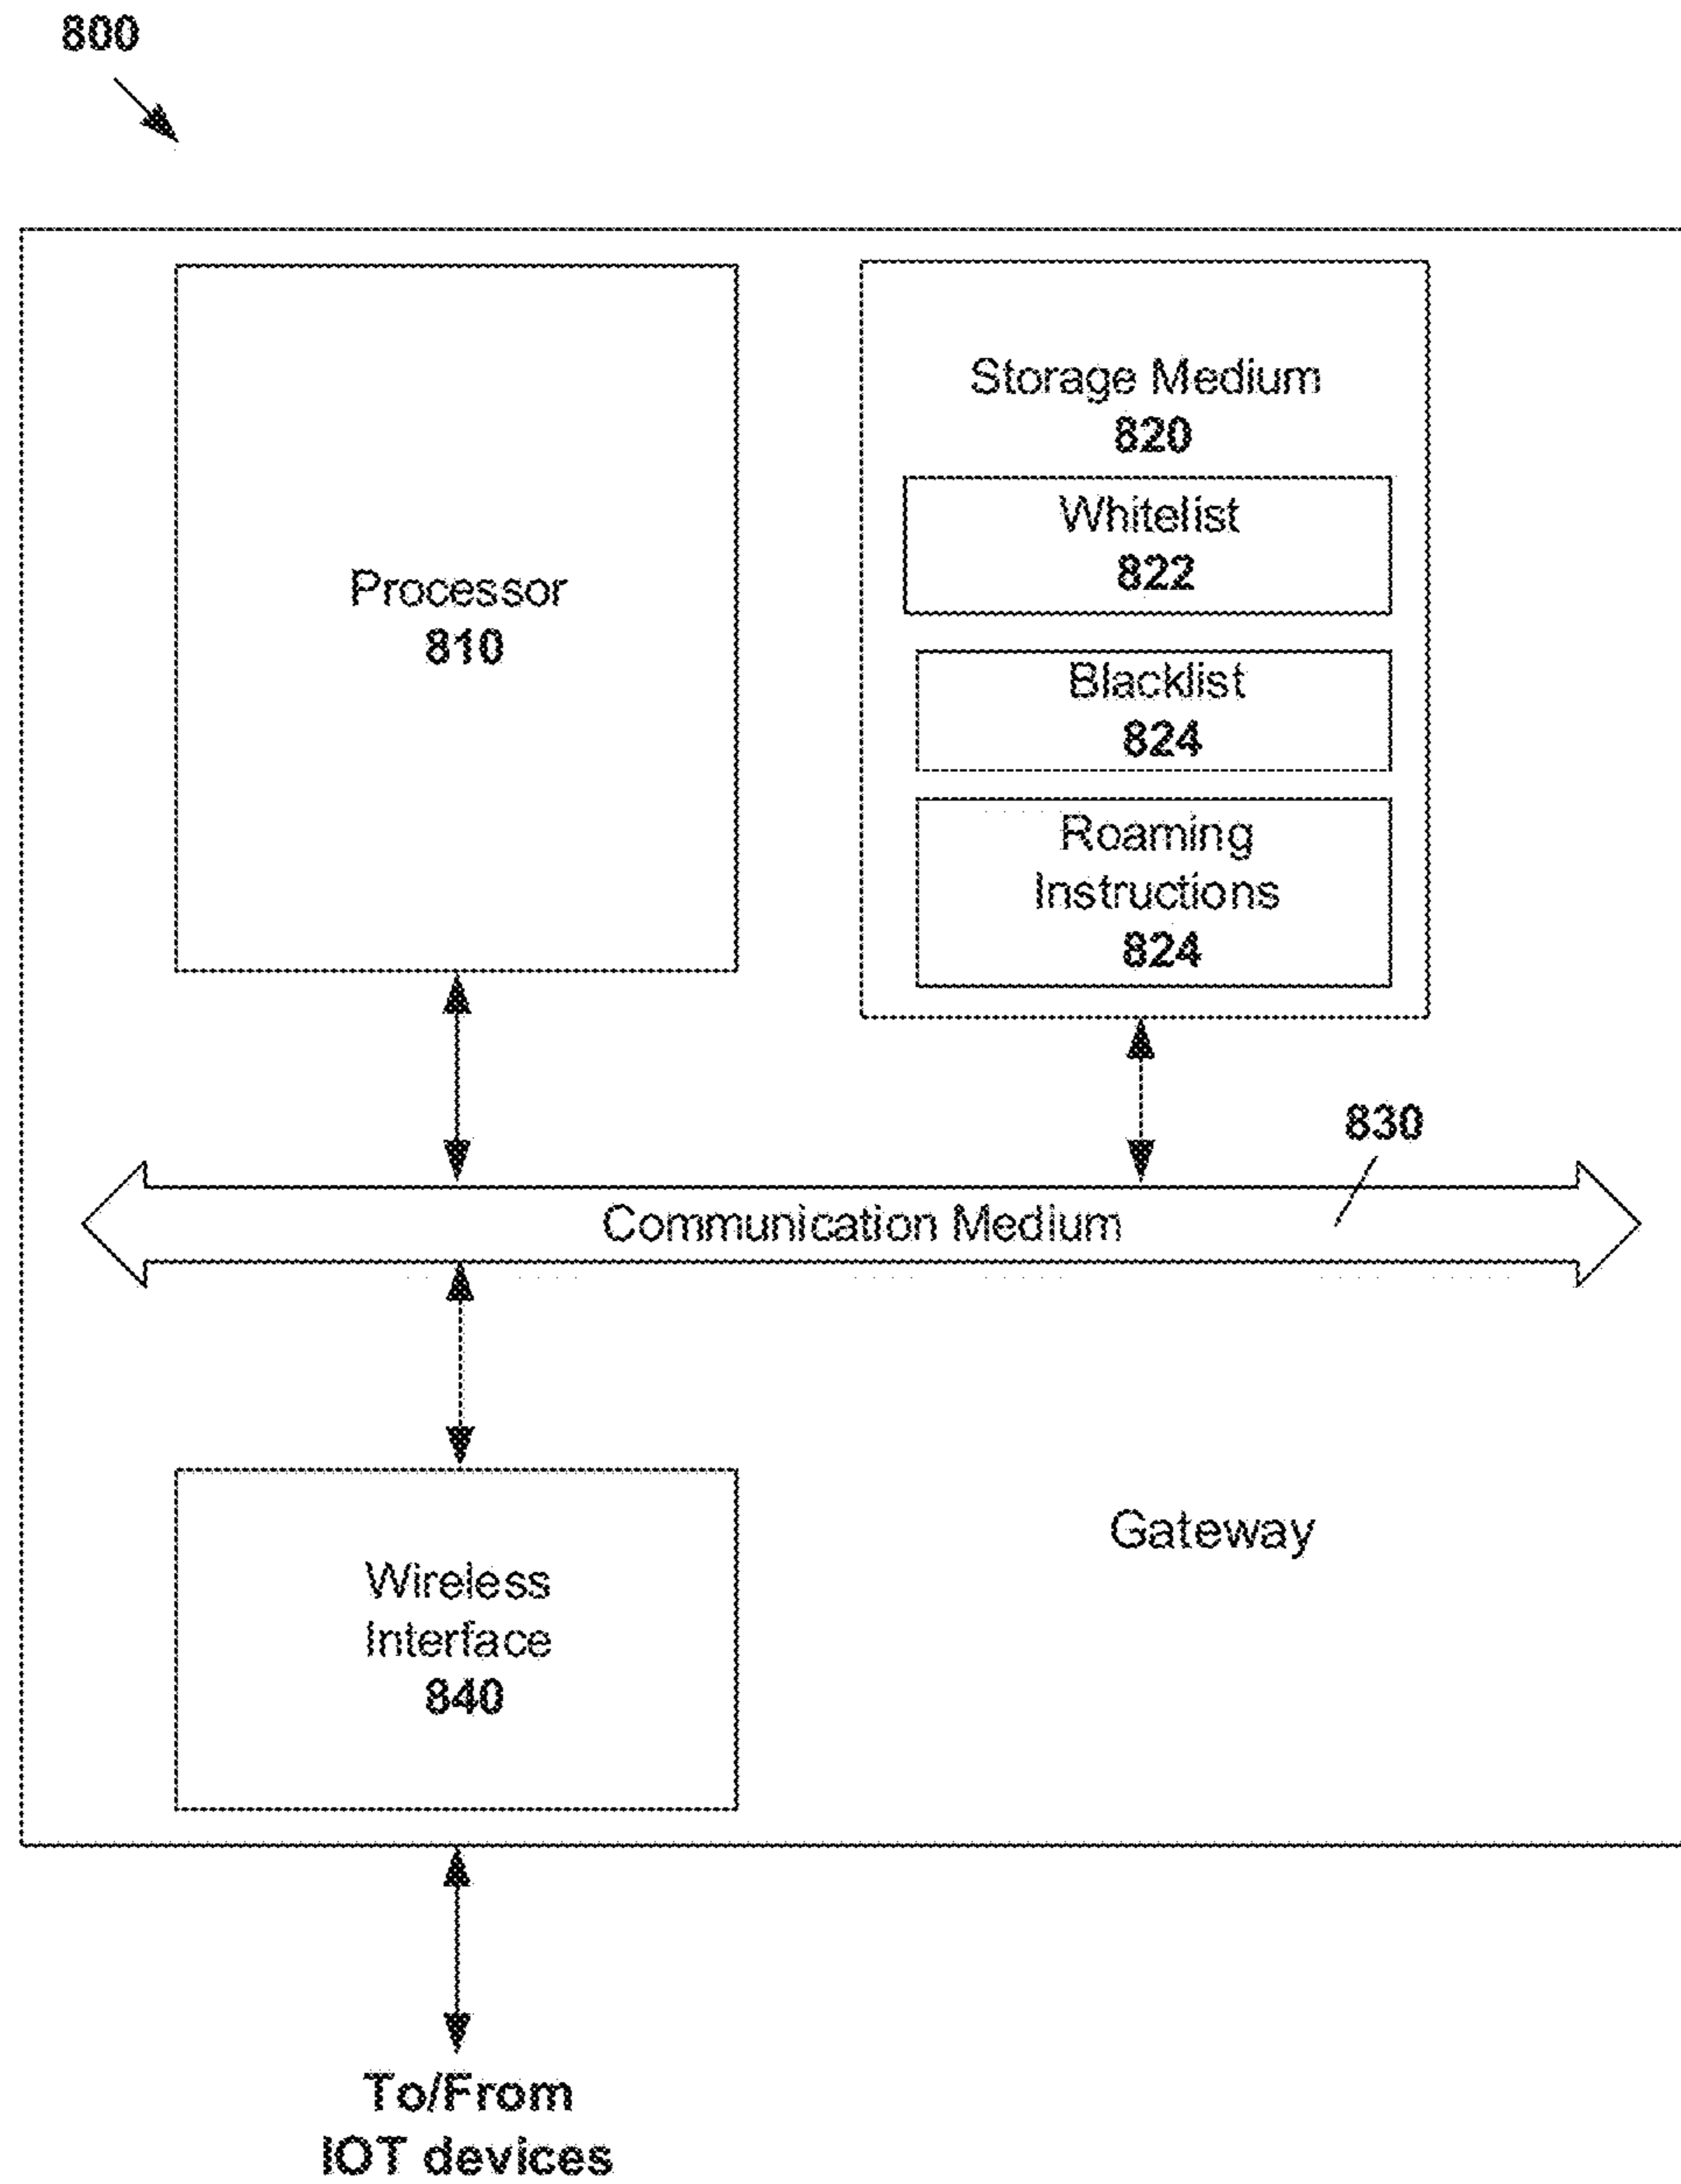 800
Processor
810
Storage Medium
820
Whitelist
822
Blacklist
824
Roaming
Instructions
824
830
Communication Medium
Wireless
Interface
840
Gateway
To/From
IOT devices